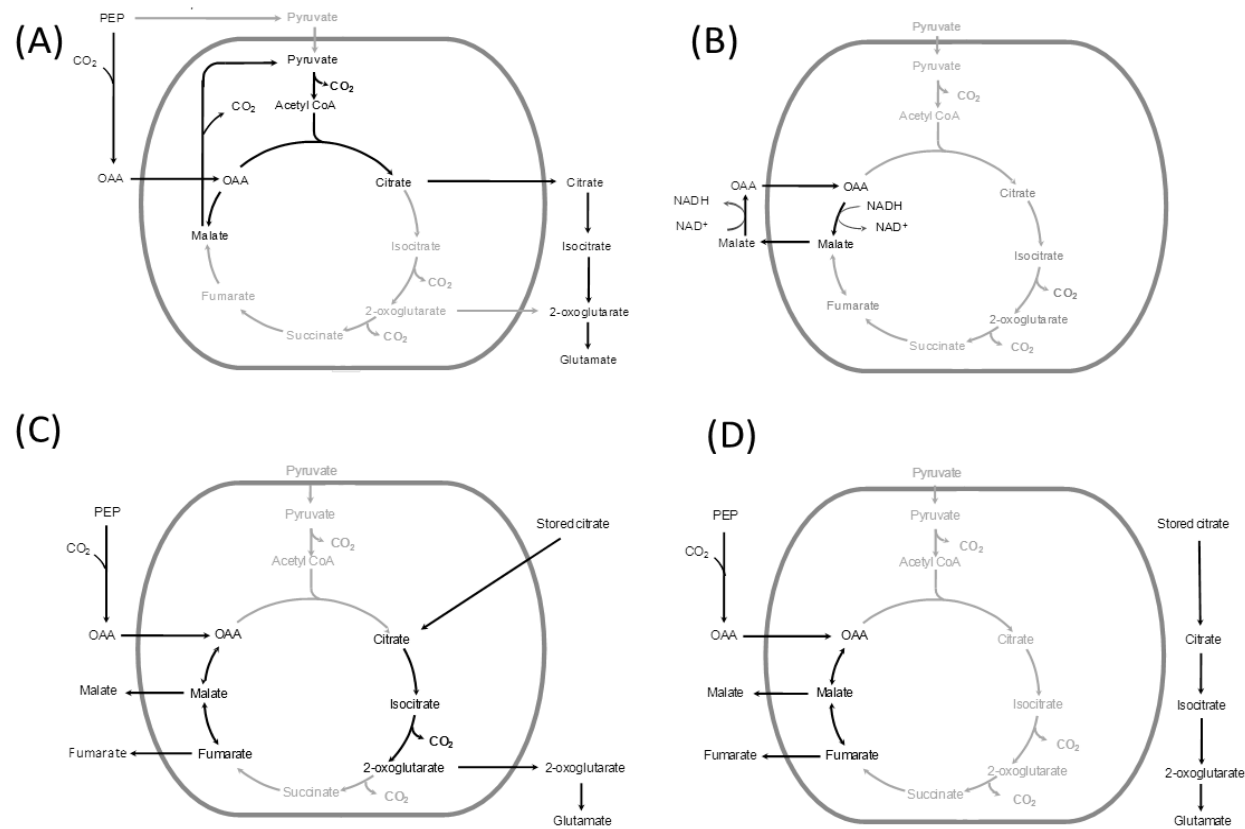 (A)
PEP
Pyruvate
CO2
Pyruvate
CO2
CO2
Acetyl CoA
OAA
OAA
Citrate
Citrate
Malate
Isocitrate
Isocitrate
CO2
Fumarate
2-oxoglutarate
2-oxoglutarate
Succinate
CO2
Glutamate
(B)
Pyruvate
Pyruvate
CO2
Acetyl CoA
OAA
OAA
Citrate
NADH
NADH
NAD+
NAD+
Malate
Malate
Isocitrate
CO2
Fumarate
2-oxoglutarate
Succinate
CO2
(C)
Pyruvate
PEP
Pyruvate
Stored citrate
CO2
CO2
Acetyl CoA
OAA
OAA
Citrate
Malate
Malate
Isocitrate
CO2
Fumarate
Fumarate
2-oxoglutarate
2-oxoglutarate
Succinate
CO2
Glutamate
(D)
Pyruvate
PEP
Pyruvate
Stored citrate
CO2
CO2
Acetyl CoA
OAA
OAA
Citrate
Citrate
Malate
Malate
Isocitrate
Isocitrate
CO2
Fumarate
Fumarate
2-oxoglutarate
2-oxoglutarate
Succinate
CO2
Glutamate